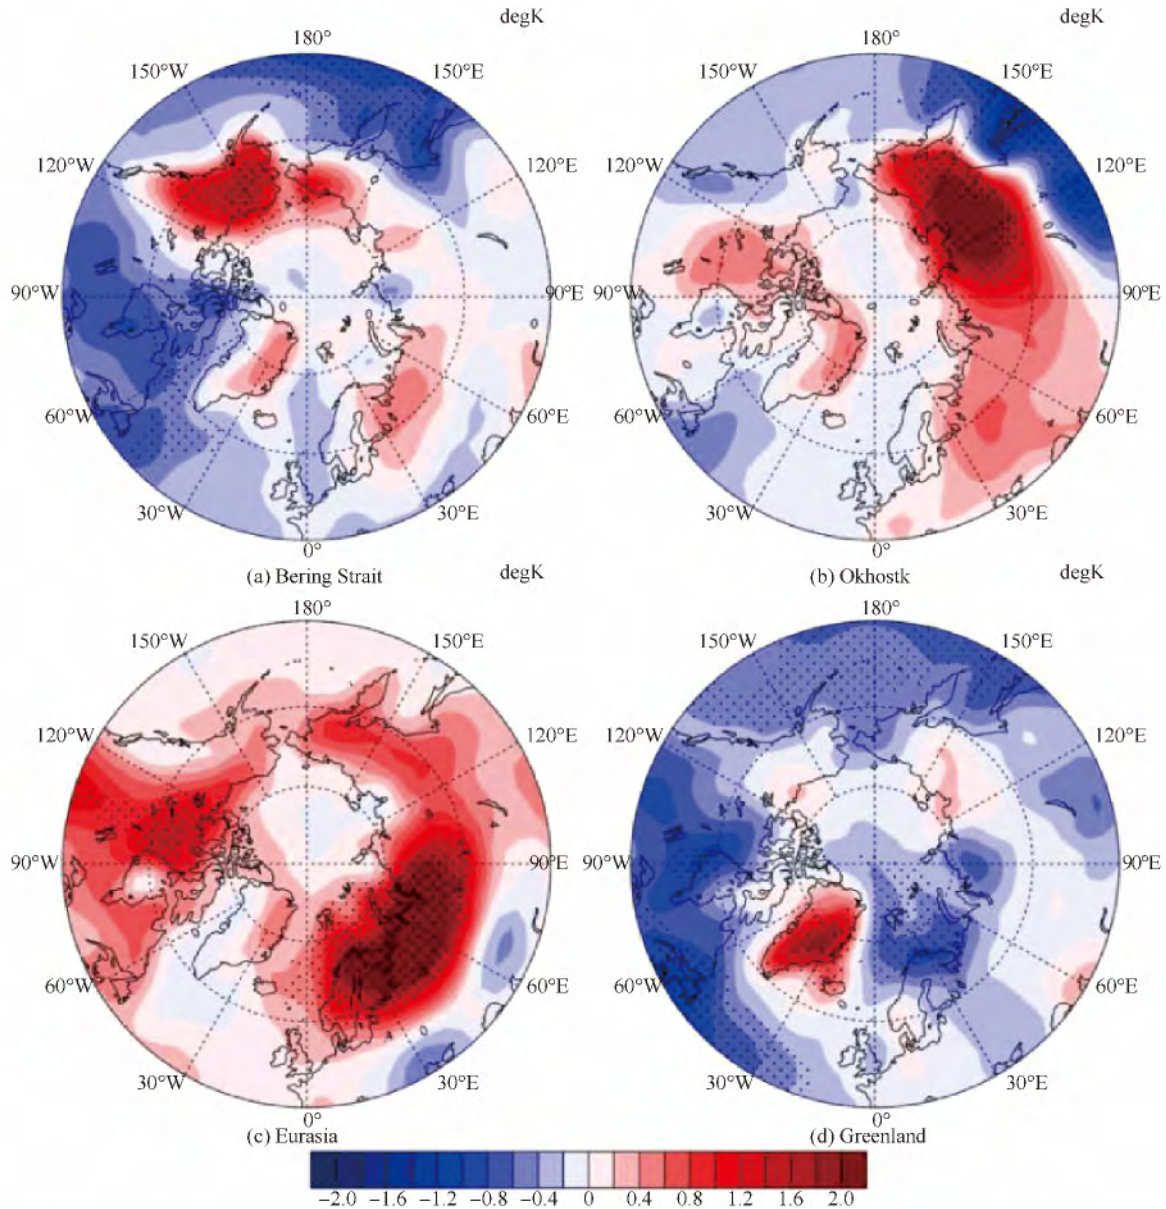 degK degK
180° 180°
150°W 150°E 150°W 150°E
120°W 120°E 120°W 120°E
90°W 90°E 90°W 90°E
60°W 60°E 60°W 60°E
30°W 30°E 30°W 30°E
0° 0°
(a) Bering Strait degK (b) Okhostk degK
180° 180°
150°W 150°E 150°W 150°E
120°W 120°E 120°W 120°E
90°W 90°E 90°W 90°E
60°W 60°E 60°W 60°E
30°W 30°E 30°W 30°E
0° 0°
(c) Eurasia (d) Greenland
−2.0 −1.6 −1.2 −0.8 −0.4 0 0.4 0.8 1.2 1.6 2.0